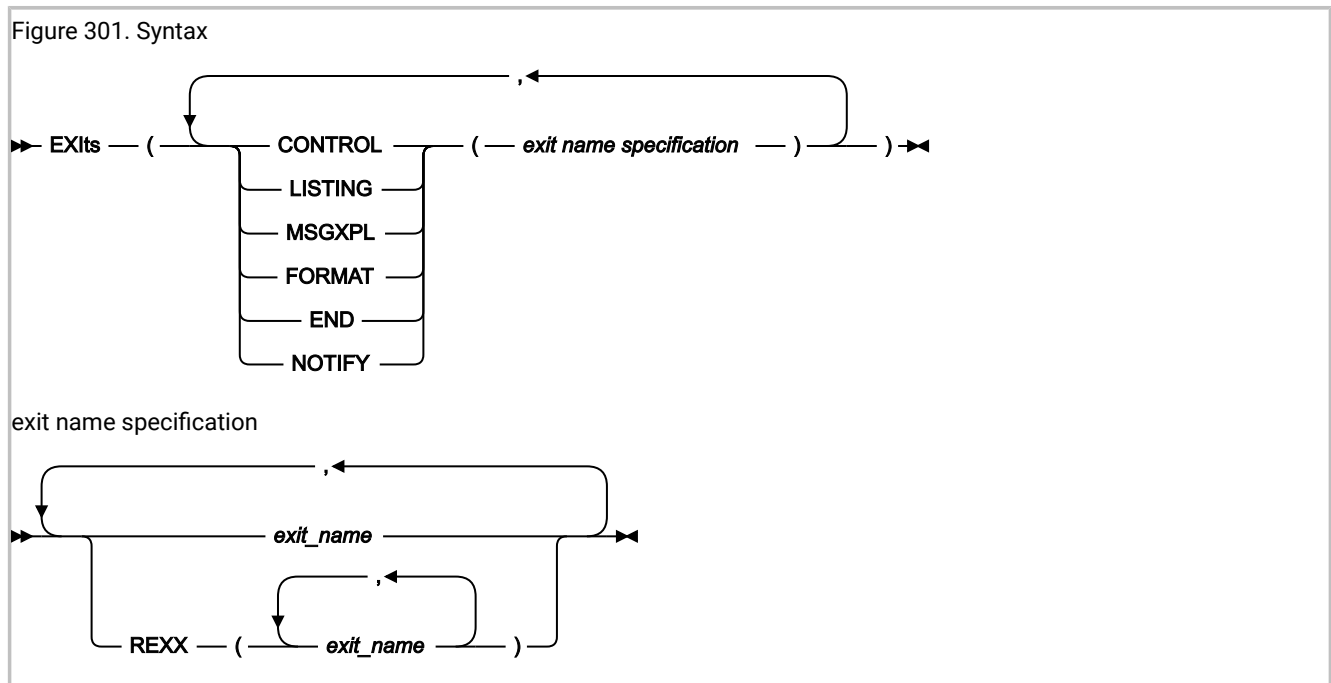 Figure 301. Syntax
,
EXIts ( CONTROL ( exit name specification ) )
LISTING
MSGXPL
FORMAT
END
NOTIFY
exit name specification
,
exit_name
,
REXX ( exit_name )